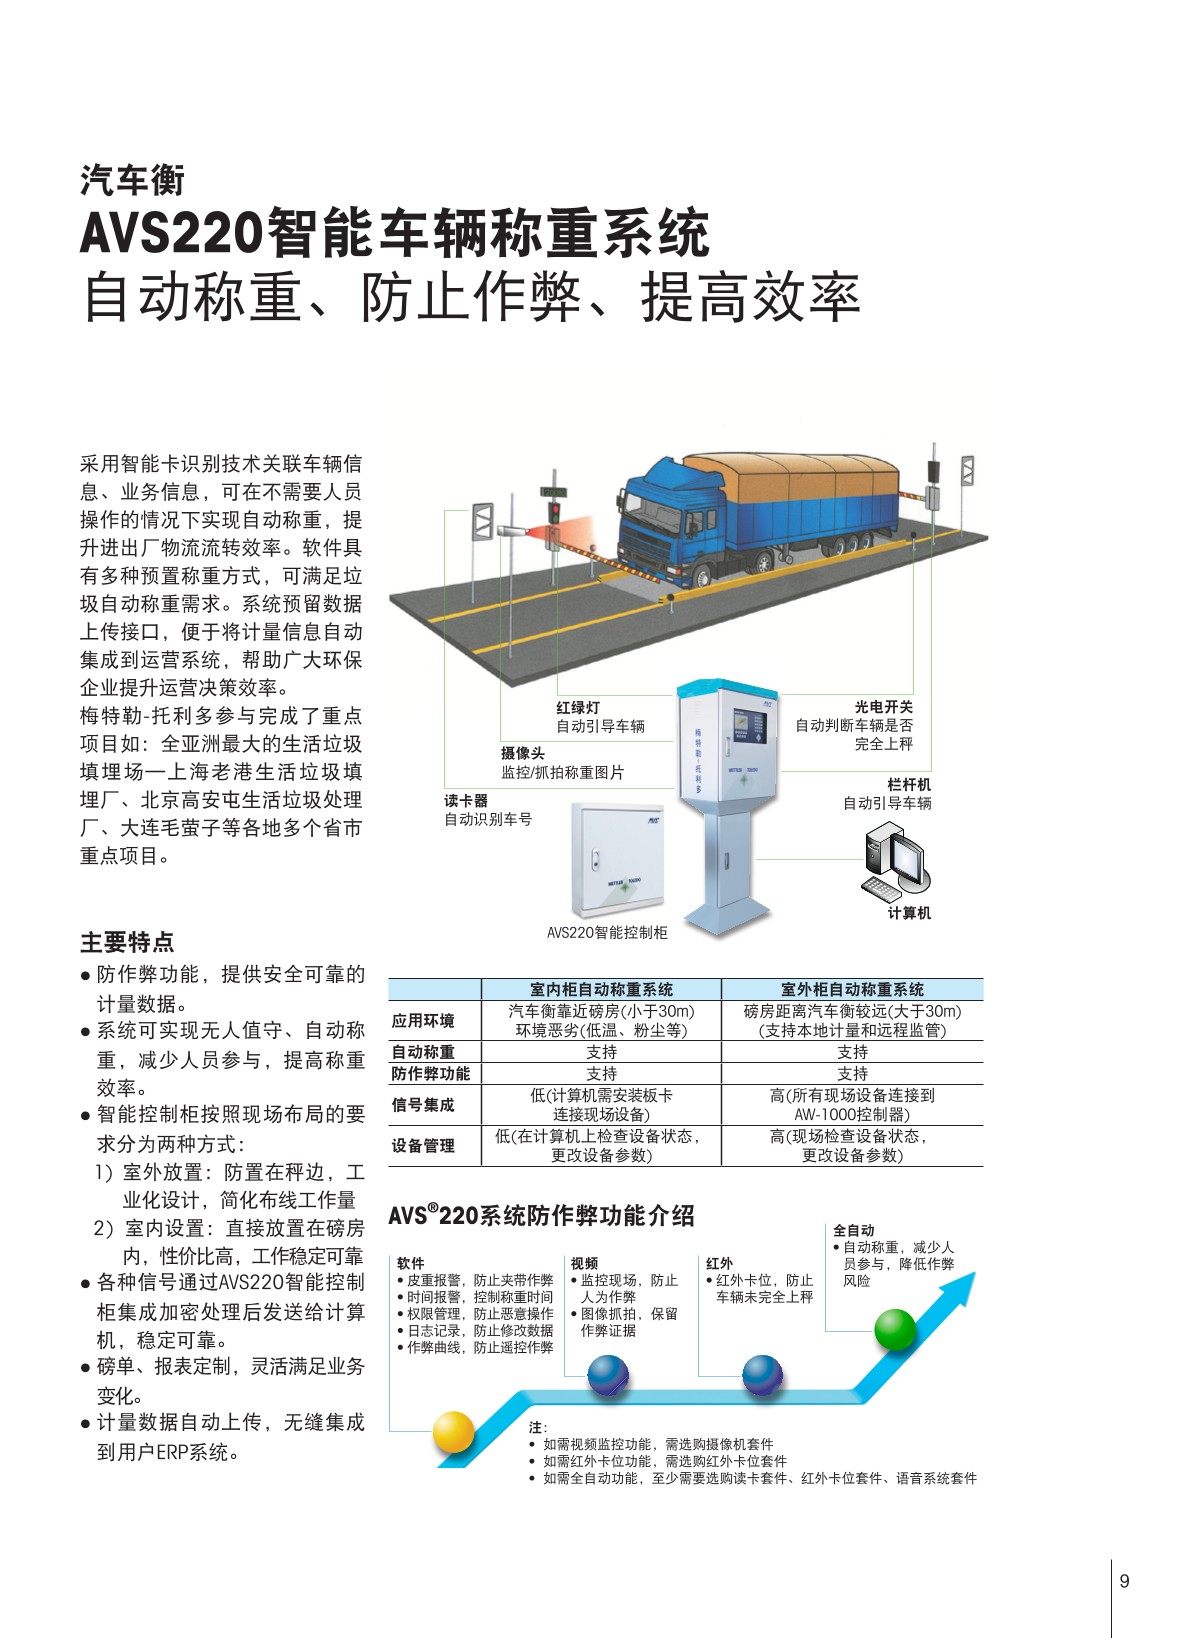 汽车衡
AVS220智能车辆称重系统
自动称重、防止作弊、提高效率
采用智能卡识别技术关联车辆信
息、业务信息，可在不需要人员
操作的情况下实现自动称重，提
升进出厂物流流转效率。软件具
有多种预置称重方式，可满足垃
圾自动称重需求。系统预留数据
上传接口，便于将计量信息自动
集成到运营系统，帮助广大环保
企业提升运营决策效率。
梅特勒-托利多参与完成了重点
项目如：全亚洲最大的生活垃圾
填埋场—上海老港生活垃圾填
埋厂、北京高安屯生活垃圾处理
厂、大连毛茔子等各地多个省市
重点项目。
主要特点
● 防作弊功能，提供安全可靠的
计量数据。
● 系统可实现无人值守、自动称
重，减少人员参与，提高称重
效率。
● 智能控制柜按照现场布局的要
求分为两种方式：
1）室外放置：防置在秤边，工
业化设计，简化布线工作量
2）室内设置：直接放置在磅房
内，性价比高，工作稳定可靠
● 各种信号通过AVS220智能控制
柜集成加密处理后发送给计算
机，稳定可靠。
● 磅单、报表定制，灵活满足业务
变化。
● 计量数据自动上传，无缝集成
到用户ERP系统。
红绿灯
自动引导车辆
摄像头
监控/抓拍称重图片
读卡器
自动识别车号
光电开关
自动判断车辆是否
完全上秤
栏杆机
自动引导车辆
计算机
梅特勒-托利多
METTLER TOLEDO
AVS
METTLER TOLEDO
AVS220智能控制柜
室内柜自动称重系统 室外柜自动称重系统
应用环境 汽车衡靠近磅房(小于30m) 磅房距离汽车衡较远(大于30m)
环境恶劣(低温、粉尘等) (支持本地计量和远程监管)
自动称重 支持 支持
防作弊功能 支持 支持
信号集成 低(计算机需安装板卡 高(所有现场设备连接到
连接现场设备) AW-1000控制器)
设备管理 低(在计算机上检查设备状态， 高(现场检查设备状态，
更改设备参数) 更改设备参数)
AVS®220系统防作弊功能介绍
软件
● 皮重报警，防止夹带作弊
● 时间报警，控制称重时间
● 权限管理，防止恶意操作
● 日志记录，防止修改数据
● 作弊曲线，防止遥控作弊
视频
● 监控现场，防止
人为作弊
● 图像抓拍，保留
作弊证据
红外
● 红外卡位，防止
车辆未完全上秤
全自动
● 自动称重，减少人
员参与，降低作弊
风险
注：
● 如需视频监控功能，需选购摄像机套件
● 如需红外卡位功能，需选购红外卡位套件
● 如需全自动功能，至少需要选购读卡套件、红外卡位套件、语音系统套件
9